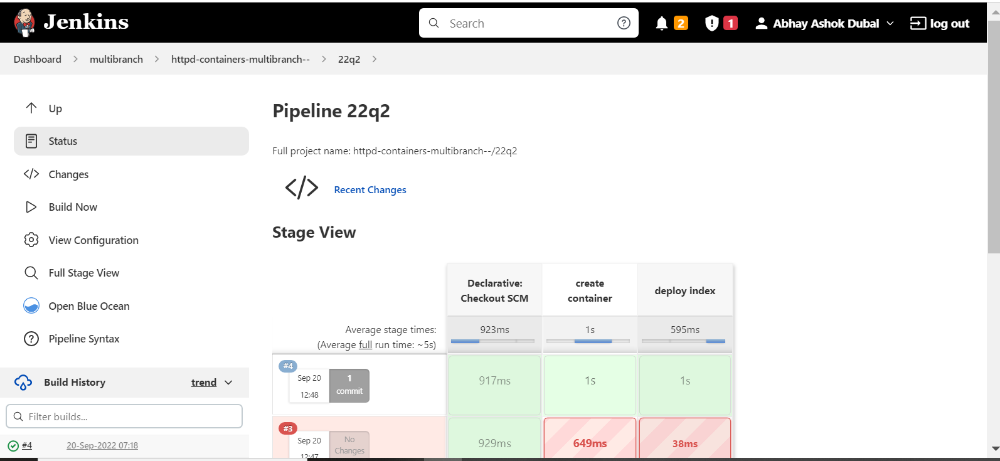 Jenkins
Search
2
1
Abhay Ashok Dubal
log out
Dashboard
multibranch
httpd-containers-multibranch--
22q2
Up
Status
Changes
Build Now
View Configuration
Full Stage View
Open Blue Ocean
Pipeline Syntax
Build History
trend
Filter builds...
#4
20-Sep-2022 07:18
Pipeline 22q2
Full project name: httpd-containers-multibranch--/22q2
Recent Changes
Stage View
Declarative:
Checkout SCM
create
container
deploy index
Average stage times:
(Average full run time: ~5s)
923ms
1s
595ms
#4
Sep 20
12:48
1
commit
917ms
1s
1s
#3
Sep 20
12:47
No
Changes
929ms
649ms
38ms